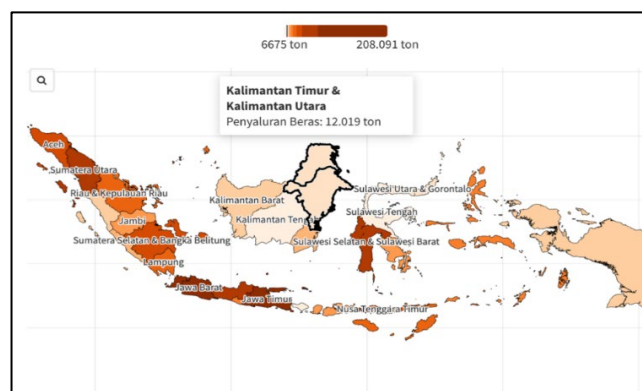 6675 ton 208.091 ton
Kalimantan Timur &
Kalimantan Utara
Penyaluran Beras: 12.019 ton
Aceh
Sumatera Utara
Riau & Kepulauan Riau
Kalimantan Barat
Sulawesi Utara & Gorontalo
Jambi
Kalimantan Tengah
Sulawesi Tengah
Sumatera Selatan & Bangka Belitung
Sulawesi Selatan & Sulawesi Barat
Lampung
Jawa Barat
Jawa Timur
Nusa Tenggara Timur